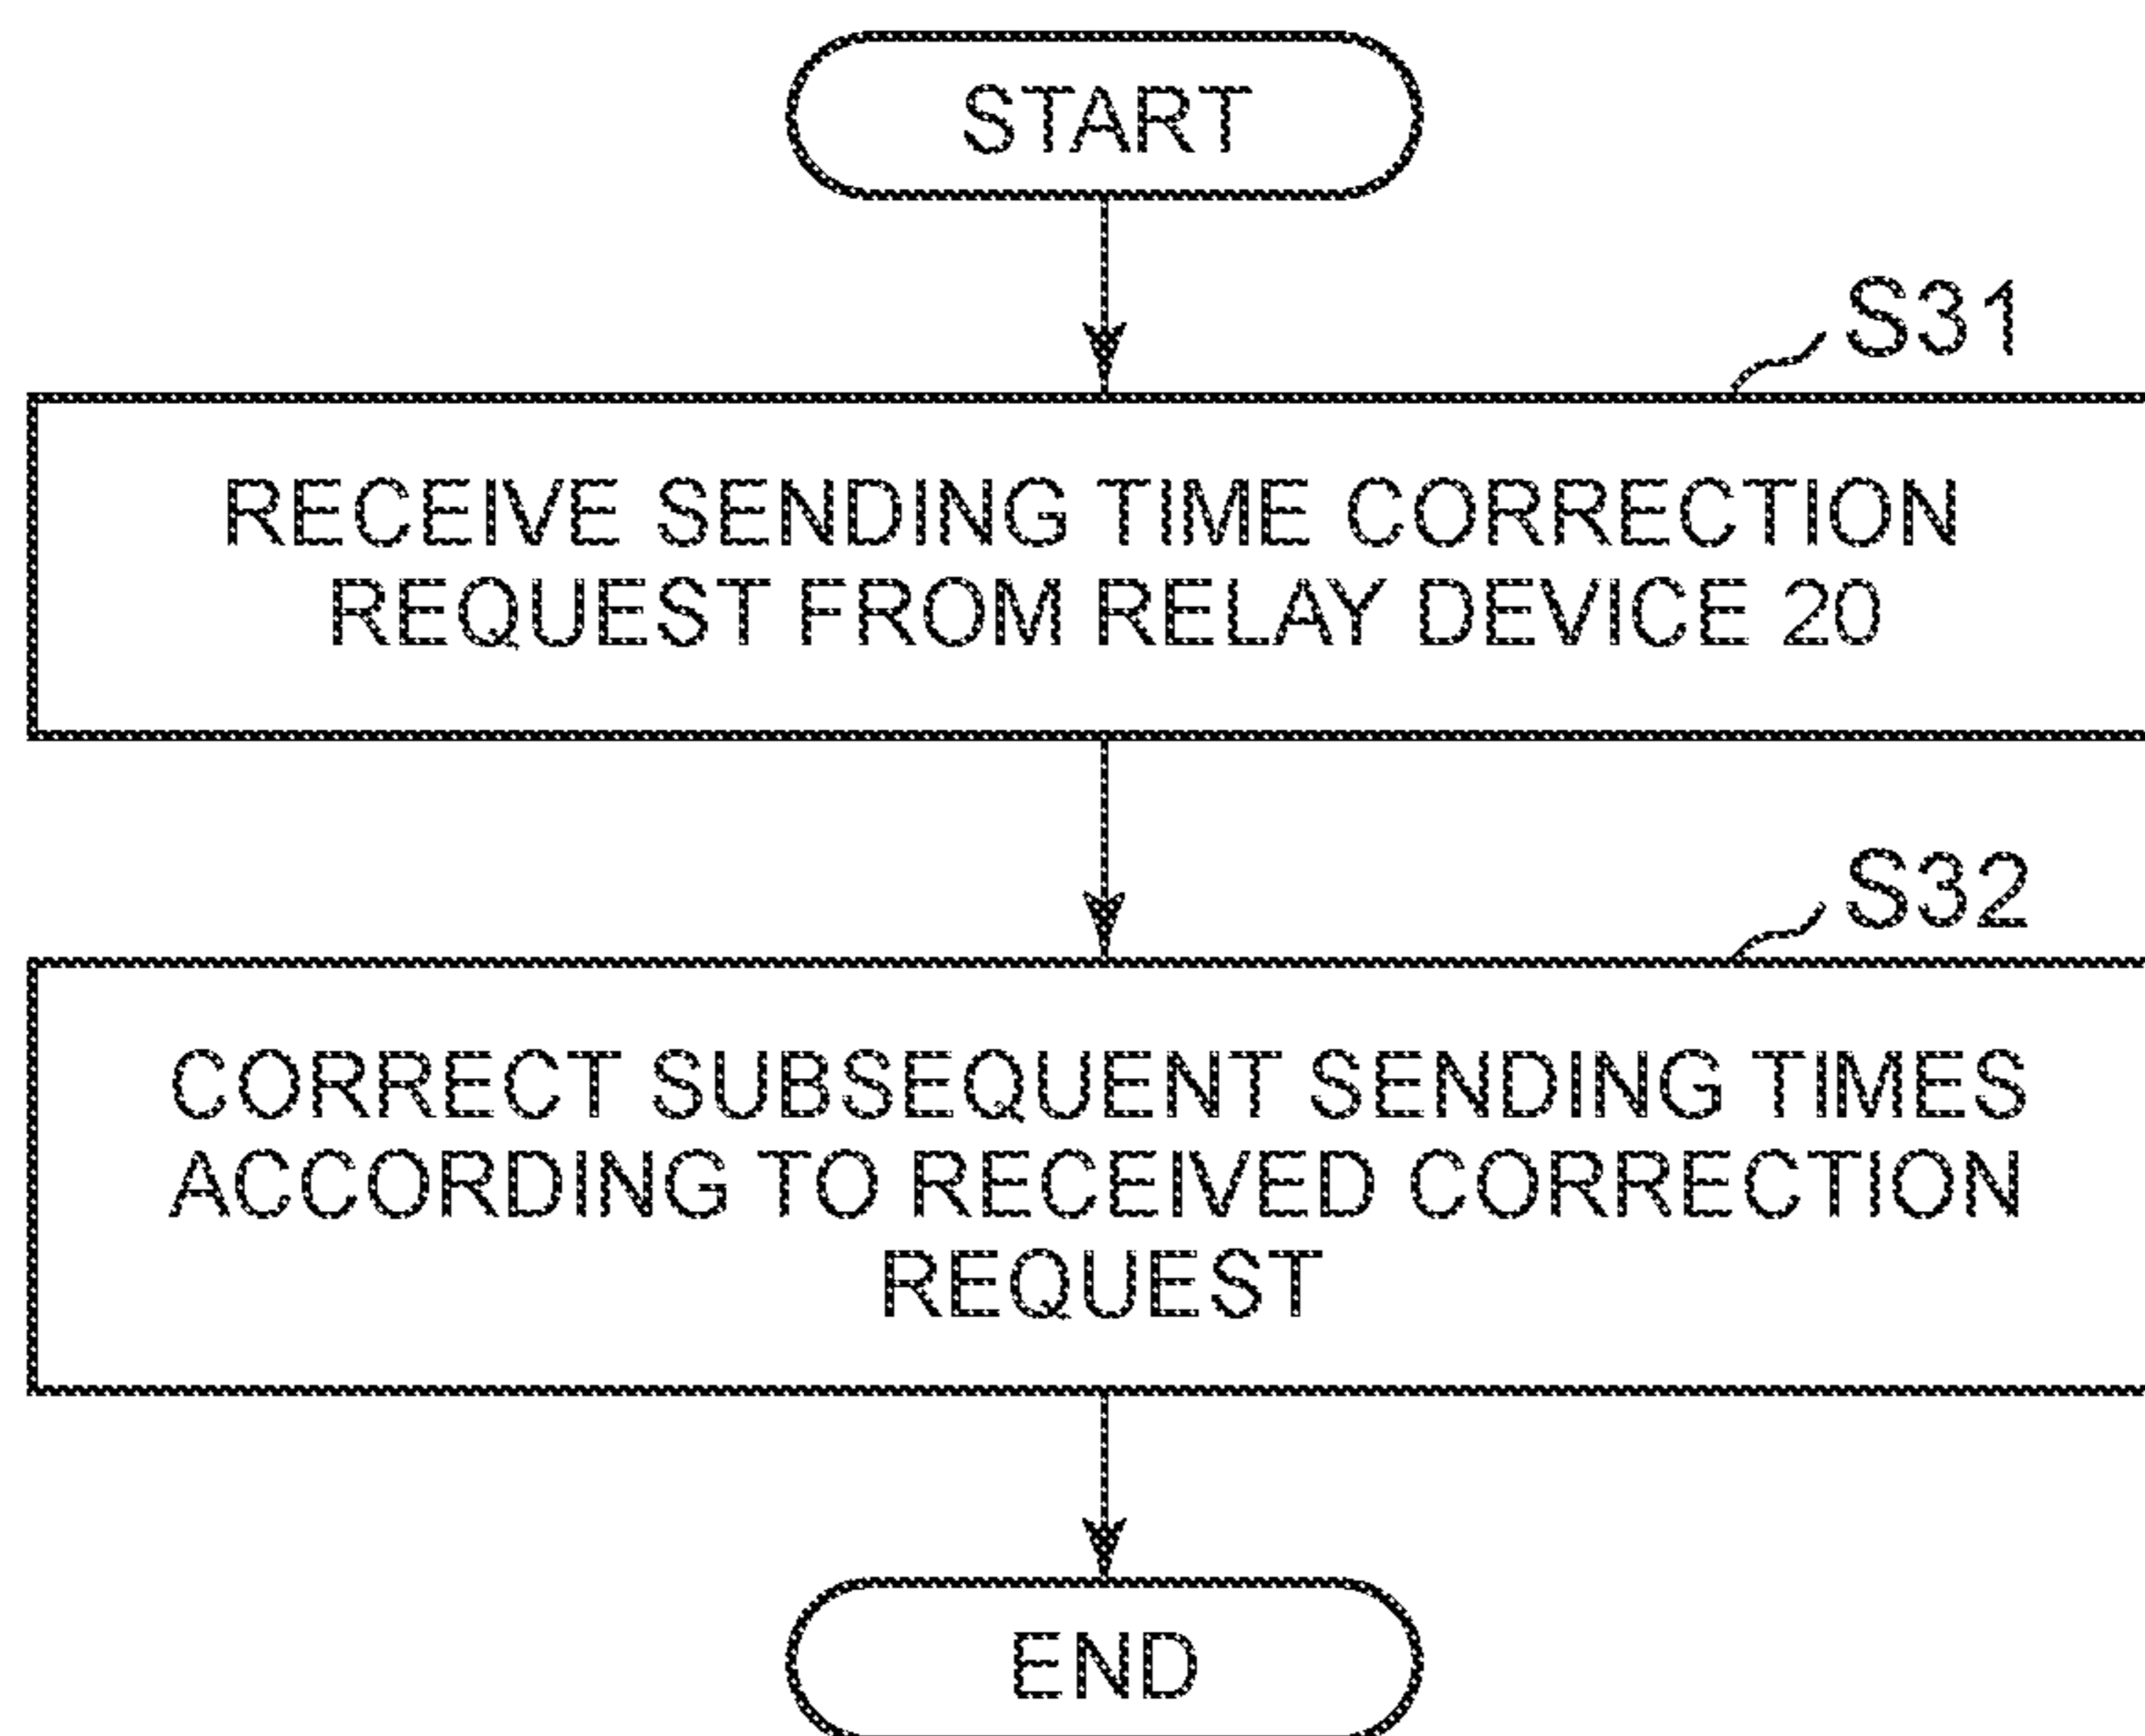 START
S31
RECEIVE SENDING TIME CORRECTION
REQUEST FROM RELAY DEVICE 20
S32
CORRECT SUBSEQUENT SENDING TIMES
ACCORDING TO RECEIVED CORRECTION
REQUEST
END